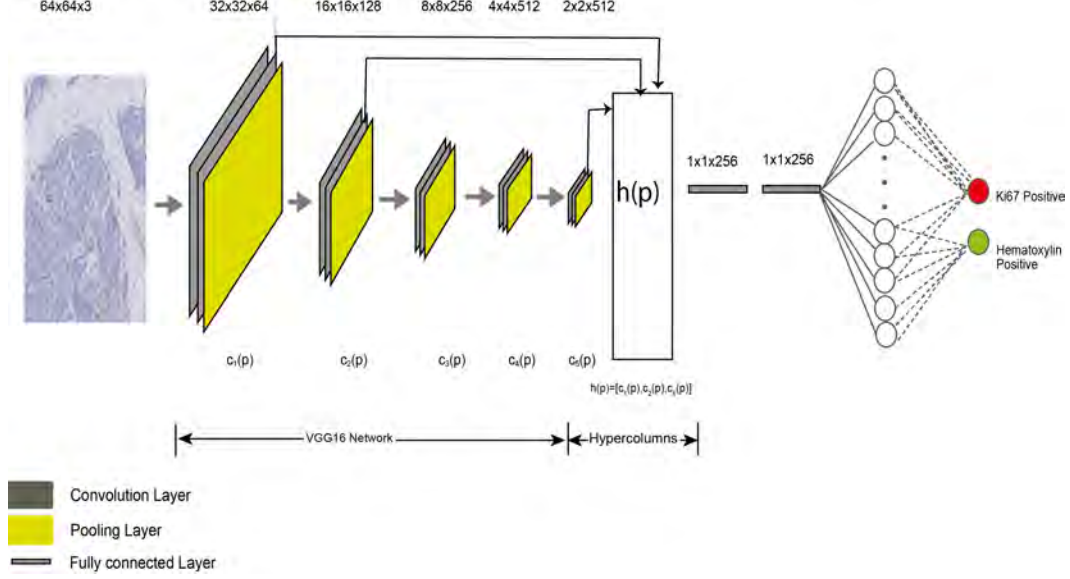 64x64x3 32x32x64 16x16x128 8x8x256 4x4x512 2x2x512
h(p)
1x1x256 1x1x256
Ki67 Positive
Hematoxylin
Positive
c₁(p) c₂(p) c₃(p) c₄(p) c₅(p)
h(p)=[c₁(p),c₂(p),c₅(p)]
VGG16 Network Hypercolumns
Convolution Layer
Pooling Layer
Fully connected Layer